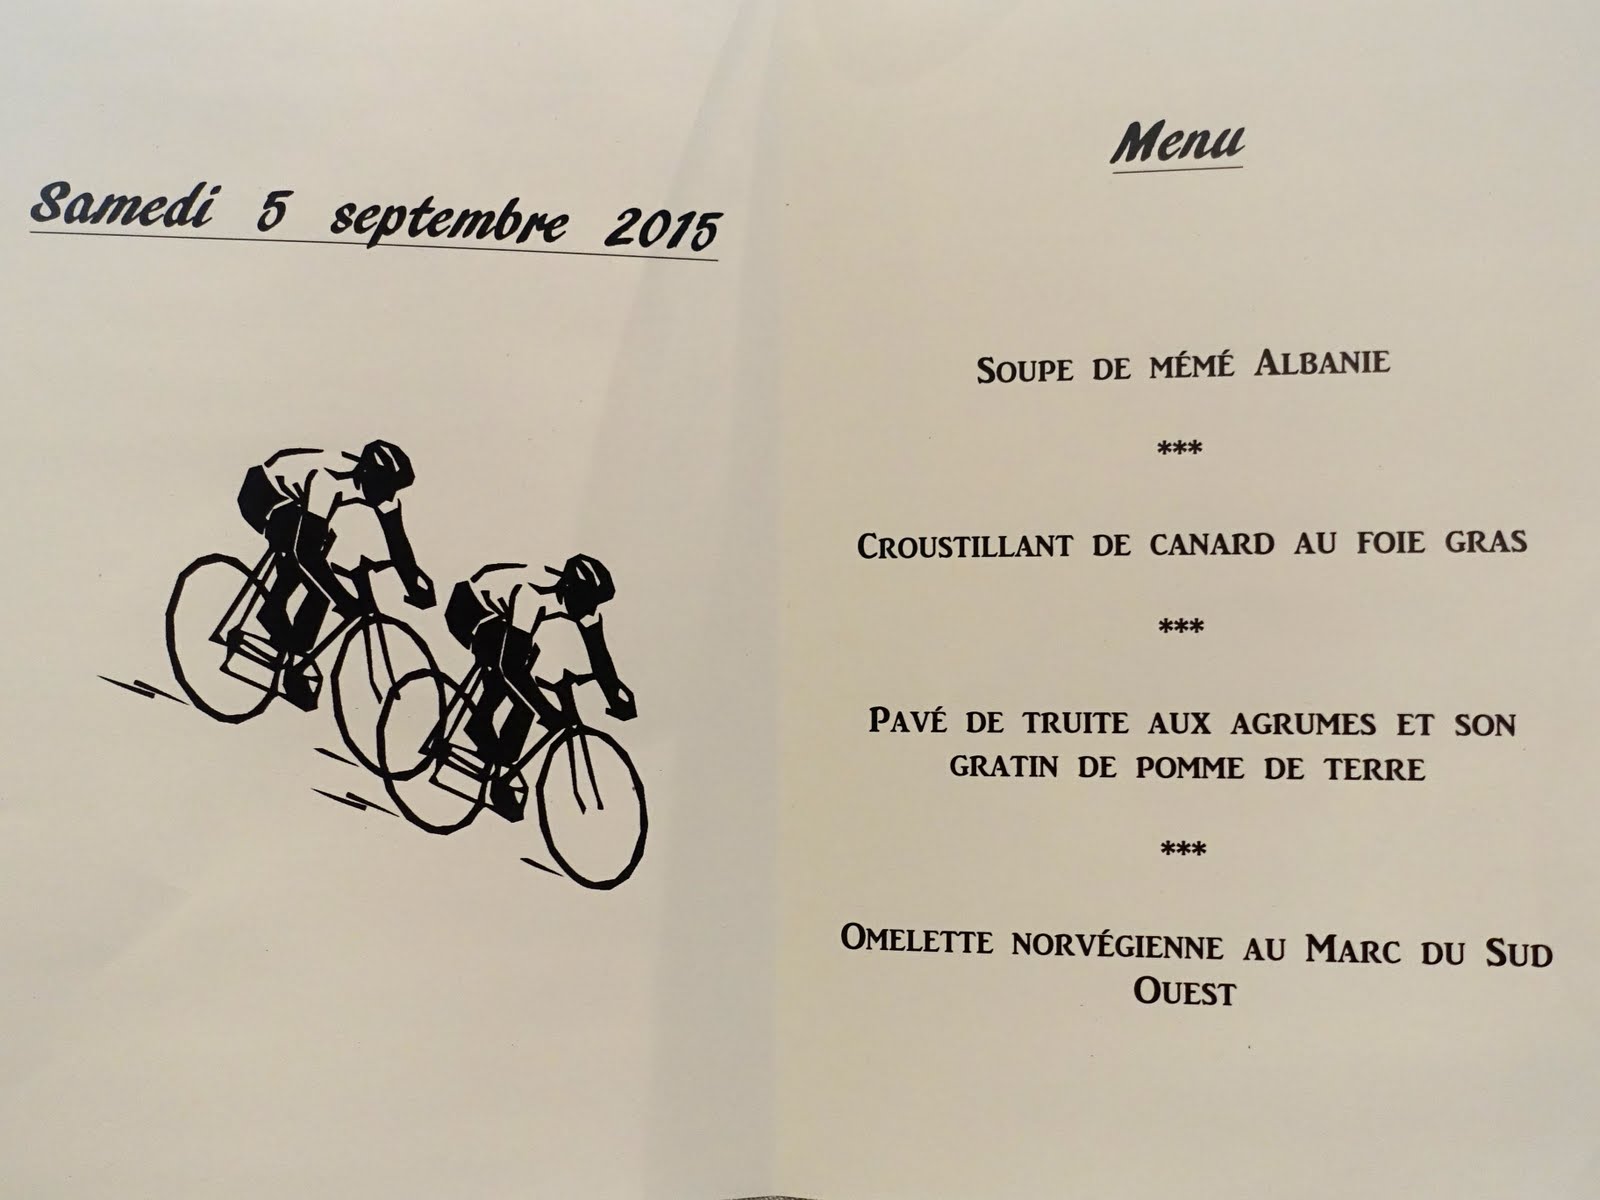 Samedi 5 septembre 2015
Menu
Soupe de mémé Albanie
***
Croustillant de canard au foie gras
***
Pavé de truite aux agrumes et son
gratin de pomme de terre
***
Omelette norvégienne au Marc du Sud
Ouest